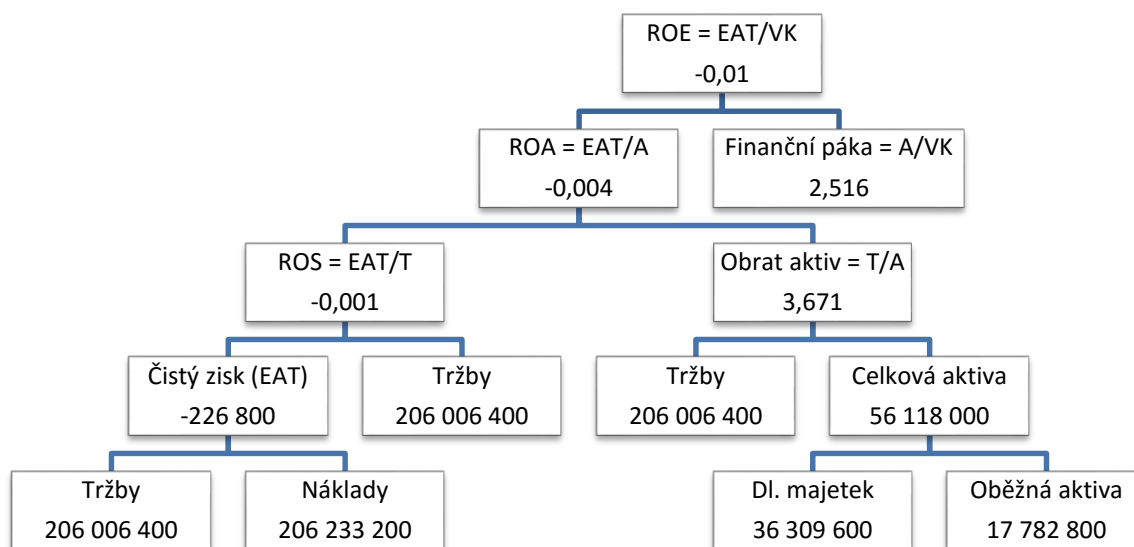 ROE = EAT/VK
-0,01
ROA = EAT/A
-0,004
Finanční páka = A/VK
2,516
ROS = EAT/T
-0,001
Obrat aktiv = T/A
3,671
Čistý zisk (EAT)
-226 800
Tržby
206 006 400
Tržby
206 006 400
Celková aktiva
56 118 000
Tržby
206 006 400
Náklady
206 233 200
Dl. majetek
36 309 600
Oběžná aktiva
17 782 800